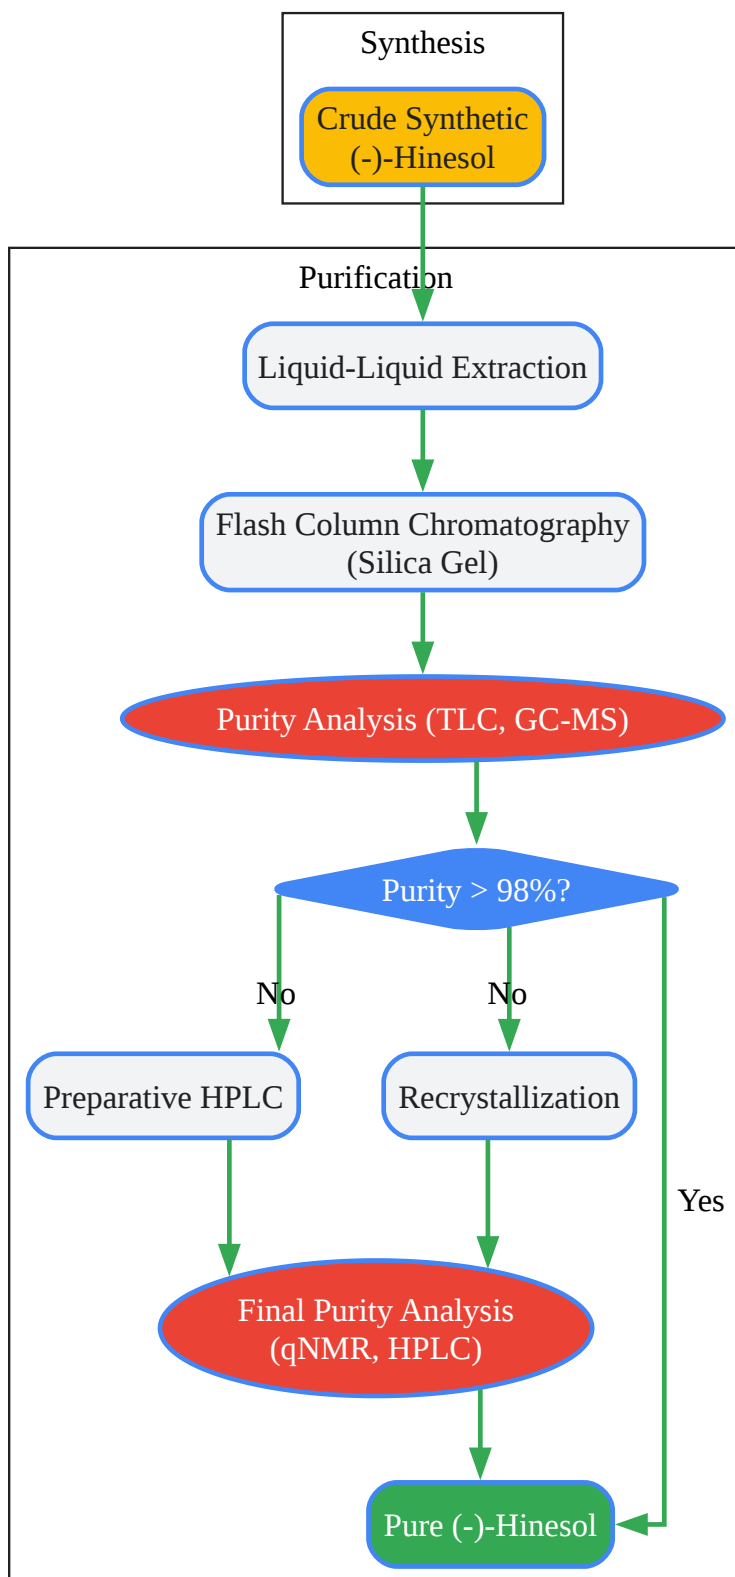 Synthesis
Crude Synthetic
(-)-Hinesol
Purification
Liquid-Liquid Extraction
Flash Column Chromatography
(Silica Gel)
Purity Analysis (TLC, GC-MS)
Purity > 98%?
No
No
Preparative HPLC
Recrystallization
Yes
Final Purity Analysis
(qNMR, HPLC)
Pure (-)-Hinesol